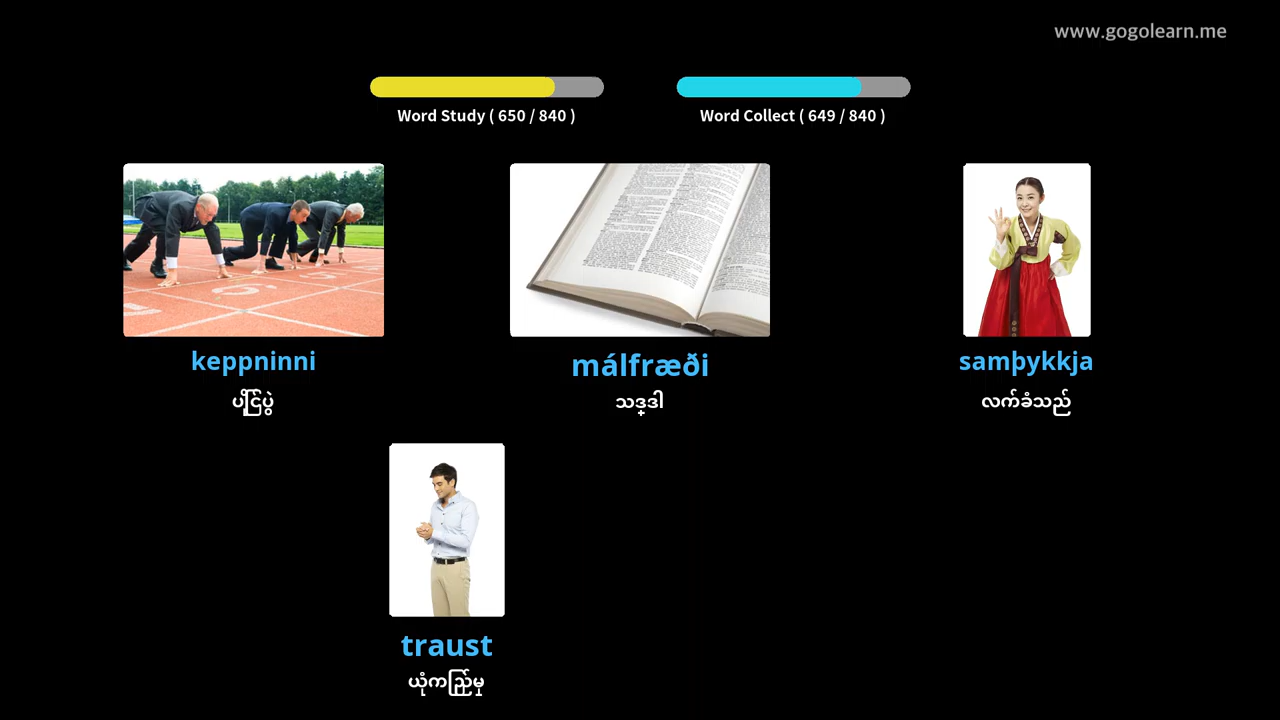 www.gogolearn.me
Word Study ( 650 / 840 )
Word Collect ( 649 / 840 )
keppninni
ပြိုင်ပွဲ
málfræði
သဒ္ဒါ
samþykkja
လက်ခံသည်
traust
ယုံကြည်မှု